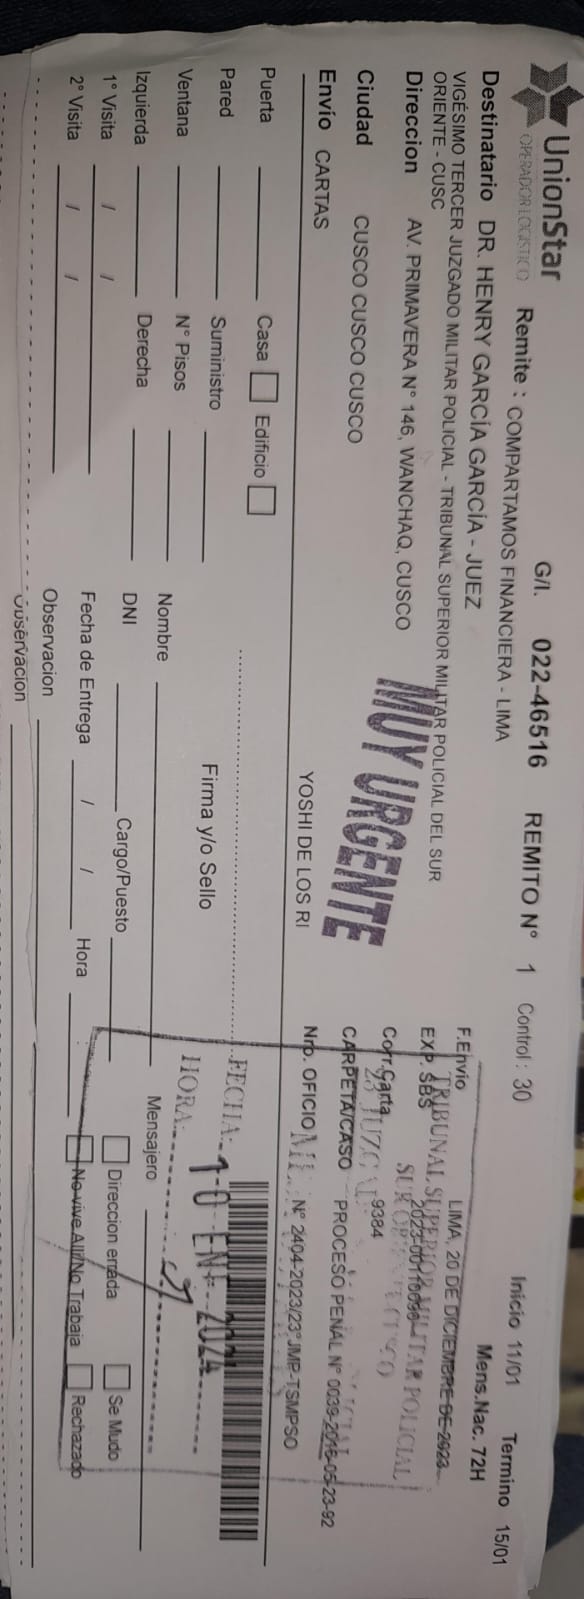 UnionStar
OPERADOR LOGISTICO
G/I. 022-46516 REMITO N° 1 Control : 30 Inicio 11/01 Termino 15/01
Remite : COMPARTAMOS FINANCIERA - LIMA Mens.Nac. 72H
Destinatario DR. HENRY GARCÍA GARCÍA - JUEZ
VIGÉSIMO TERCER JUZGADO MILITAR POLICIAL - TRIBUNAL SUPERIOR MILITAR POLICIAL DEL SUR
ORIENTE - CUSC
Direccion AV. PRIMAVERA N° 146, WANCHAQ, CUSCO
Ciudad CUSCO CUSCO CUSCO
Envío CARTAS
YOSHI DE LOS RI
MUY URGENTE
F.Envio LIMA, 20 DE DICIEMBRE DE 2023
EXP. SBS
Corr.Carta 9384
CARPETA/CASO PROCESO PENAL N°
Nro. OFICIO N° 2404-2023/23° JMP-TSMPSO
TRIBUNAL SUPERIOR MILITAR POLICIAL
SUR ORIENTE CUSCO
FECHA: 10 ENE 2024
HORA:
Puerta Casa Edificio
Pared Suministro
Ventana N° Pisos
Izquierda Derecha
1° Visita / /
2° Visita / /
Firma y/o Sello
Nombre Mensajero
DNI Cargo/Puesto
Fecha de Entrega / / Hora
Observacion
Direccion errada Se Mudo
No vive Alli/No Trabaja Rechazado
Observacion